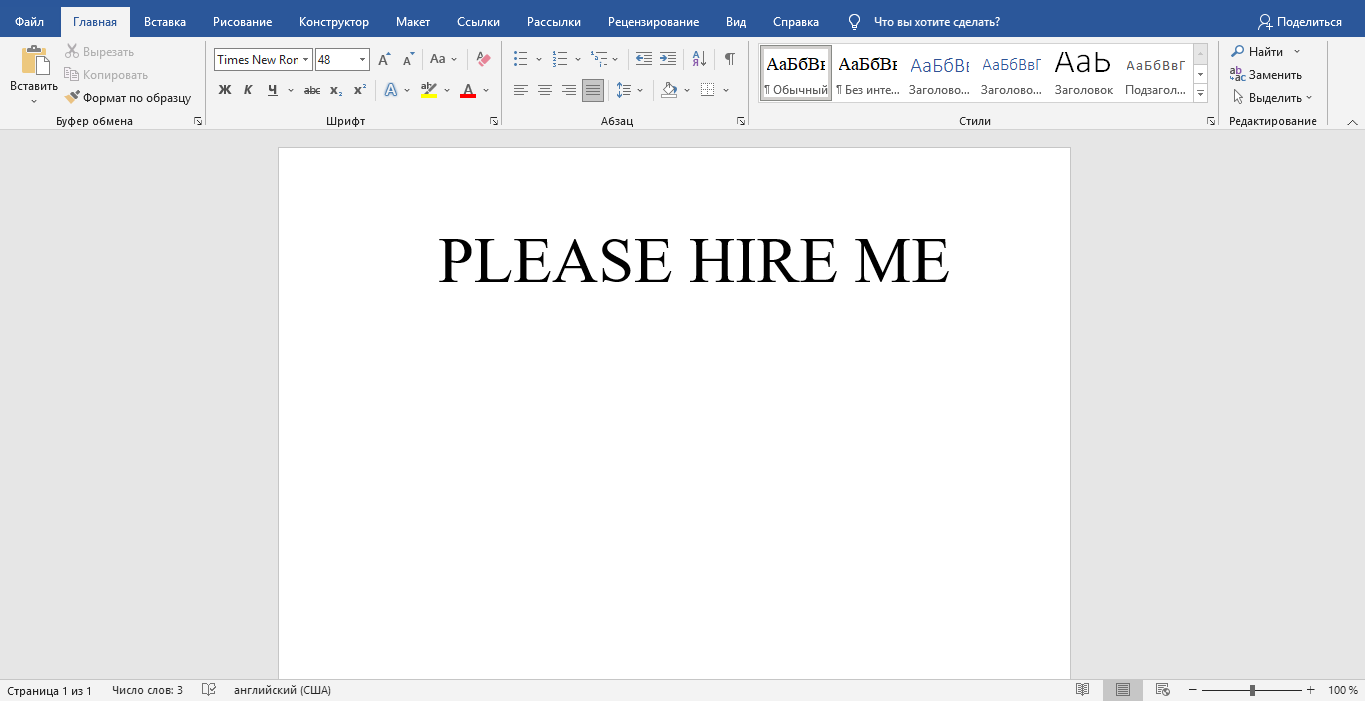 Файл Главная Вставка Рисование Конструктор Макет Ссылки Рассылки Рецензирование Вид Справка Что вы хотите сделать? Поделиться
Вставить
Вырезать
Копировать
Формат по образцу
Буфер обмена
Times New Ror 48 Aa
Ж К Ч abc x₂ x² A aby A
Шрифт
Абзац
АаБбВı АаБбВı АаБбВı АаБбВвГ АаЬ АаБбВвГ
¶ Обычный ¶ Без инте... Заголово... Заголово... Заголовок Подзагол...
Стили
Найти
Заменить
Выделить
Редактирование
PLEASE HIRE ME
Страница 1 из 1 Число слов: 3 английский (США) 100 %